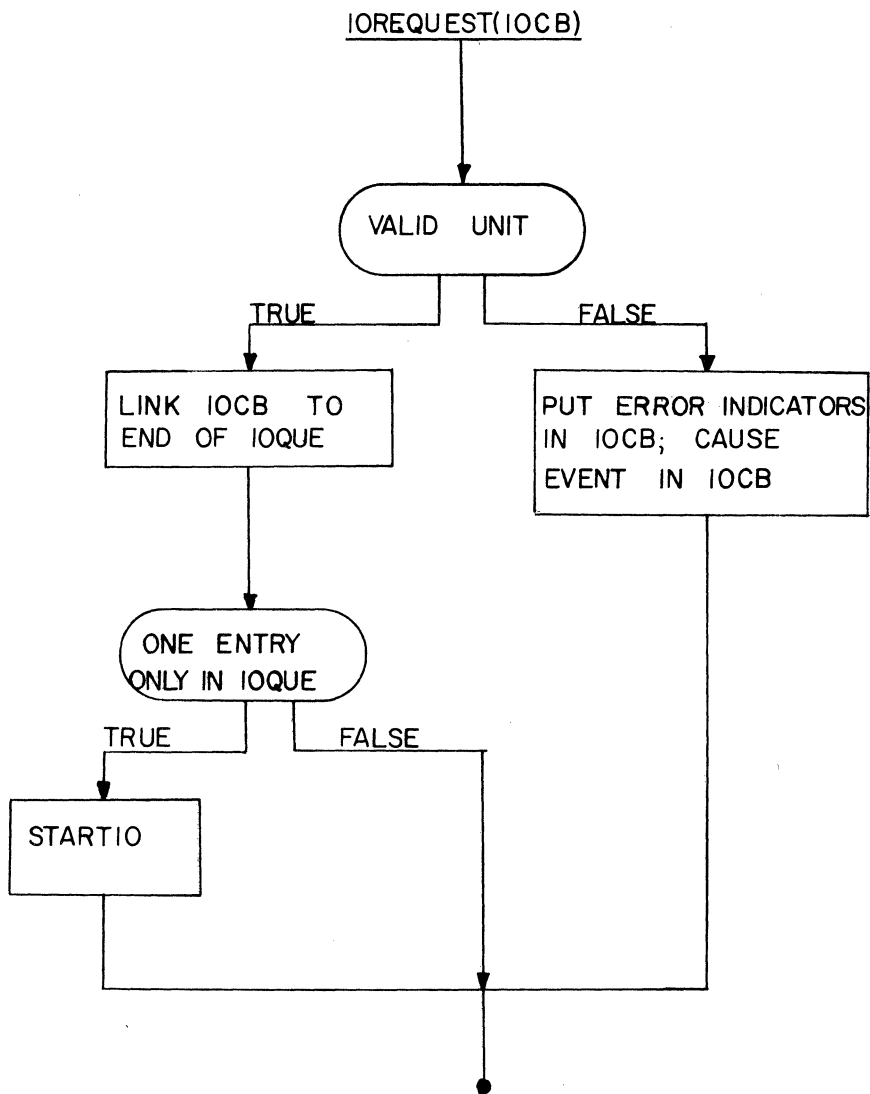 IOREQUEST(IOCB)
VALID UNIT
TRUE
FALSE
LINK IOCB TO
END OF IOQUE
PUT ERROR INDICATORS
IN IOCB; CAUSE
EVENT IN IOCB
ONE ENTRY
ONLY IN IOQUE
TRUE
FALSE
STARTIO